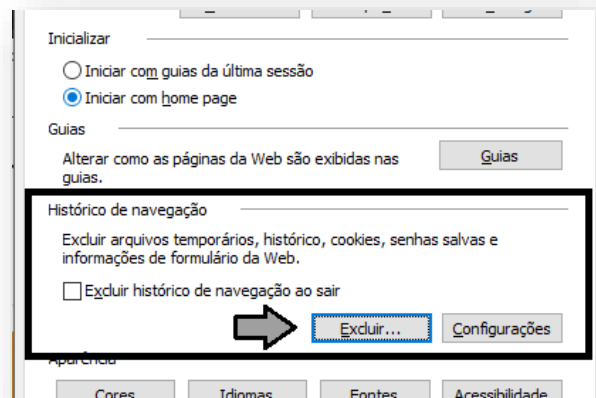 Inicializar
Iniciar com guias da última sessão
Iniciar com home page
Guias
Alterar como as páginas da Web são exibidas nas
guias.
Guias
Histórico de navegação
Excluir arquivos temporários, histórico, cookies, senhas salvas e
informações de formulário da Web.
Excluir histórico de navegação ao sair
Excluir...
Configurações
Aparência
Cores
Idiomas
Fontes
Acessibilidade